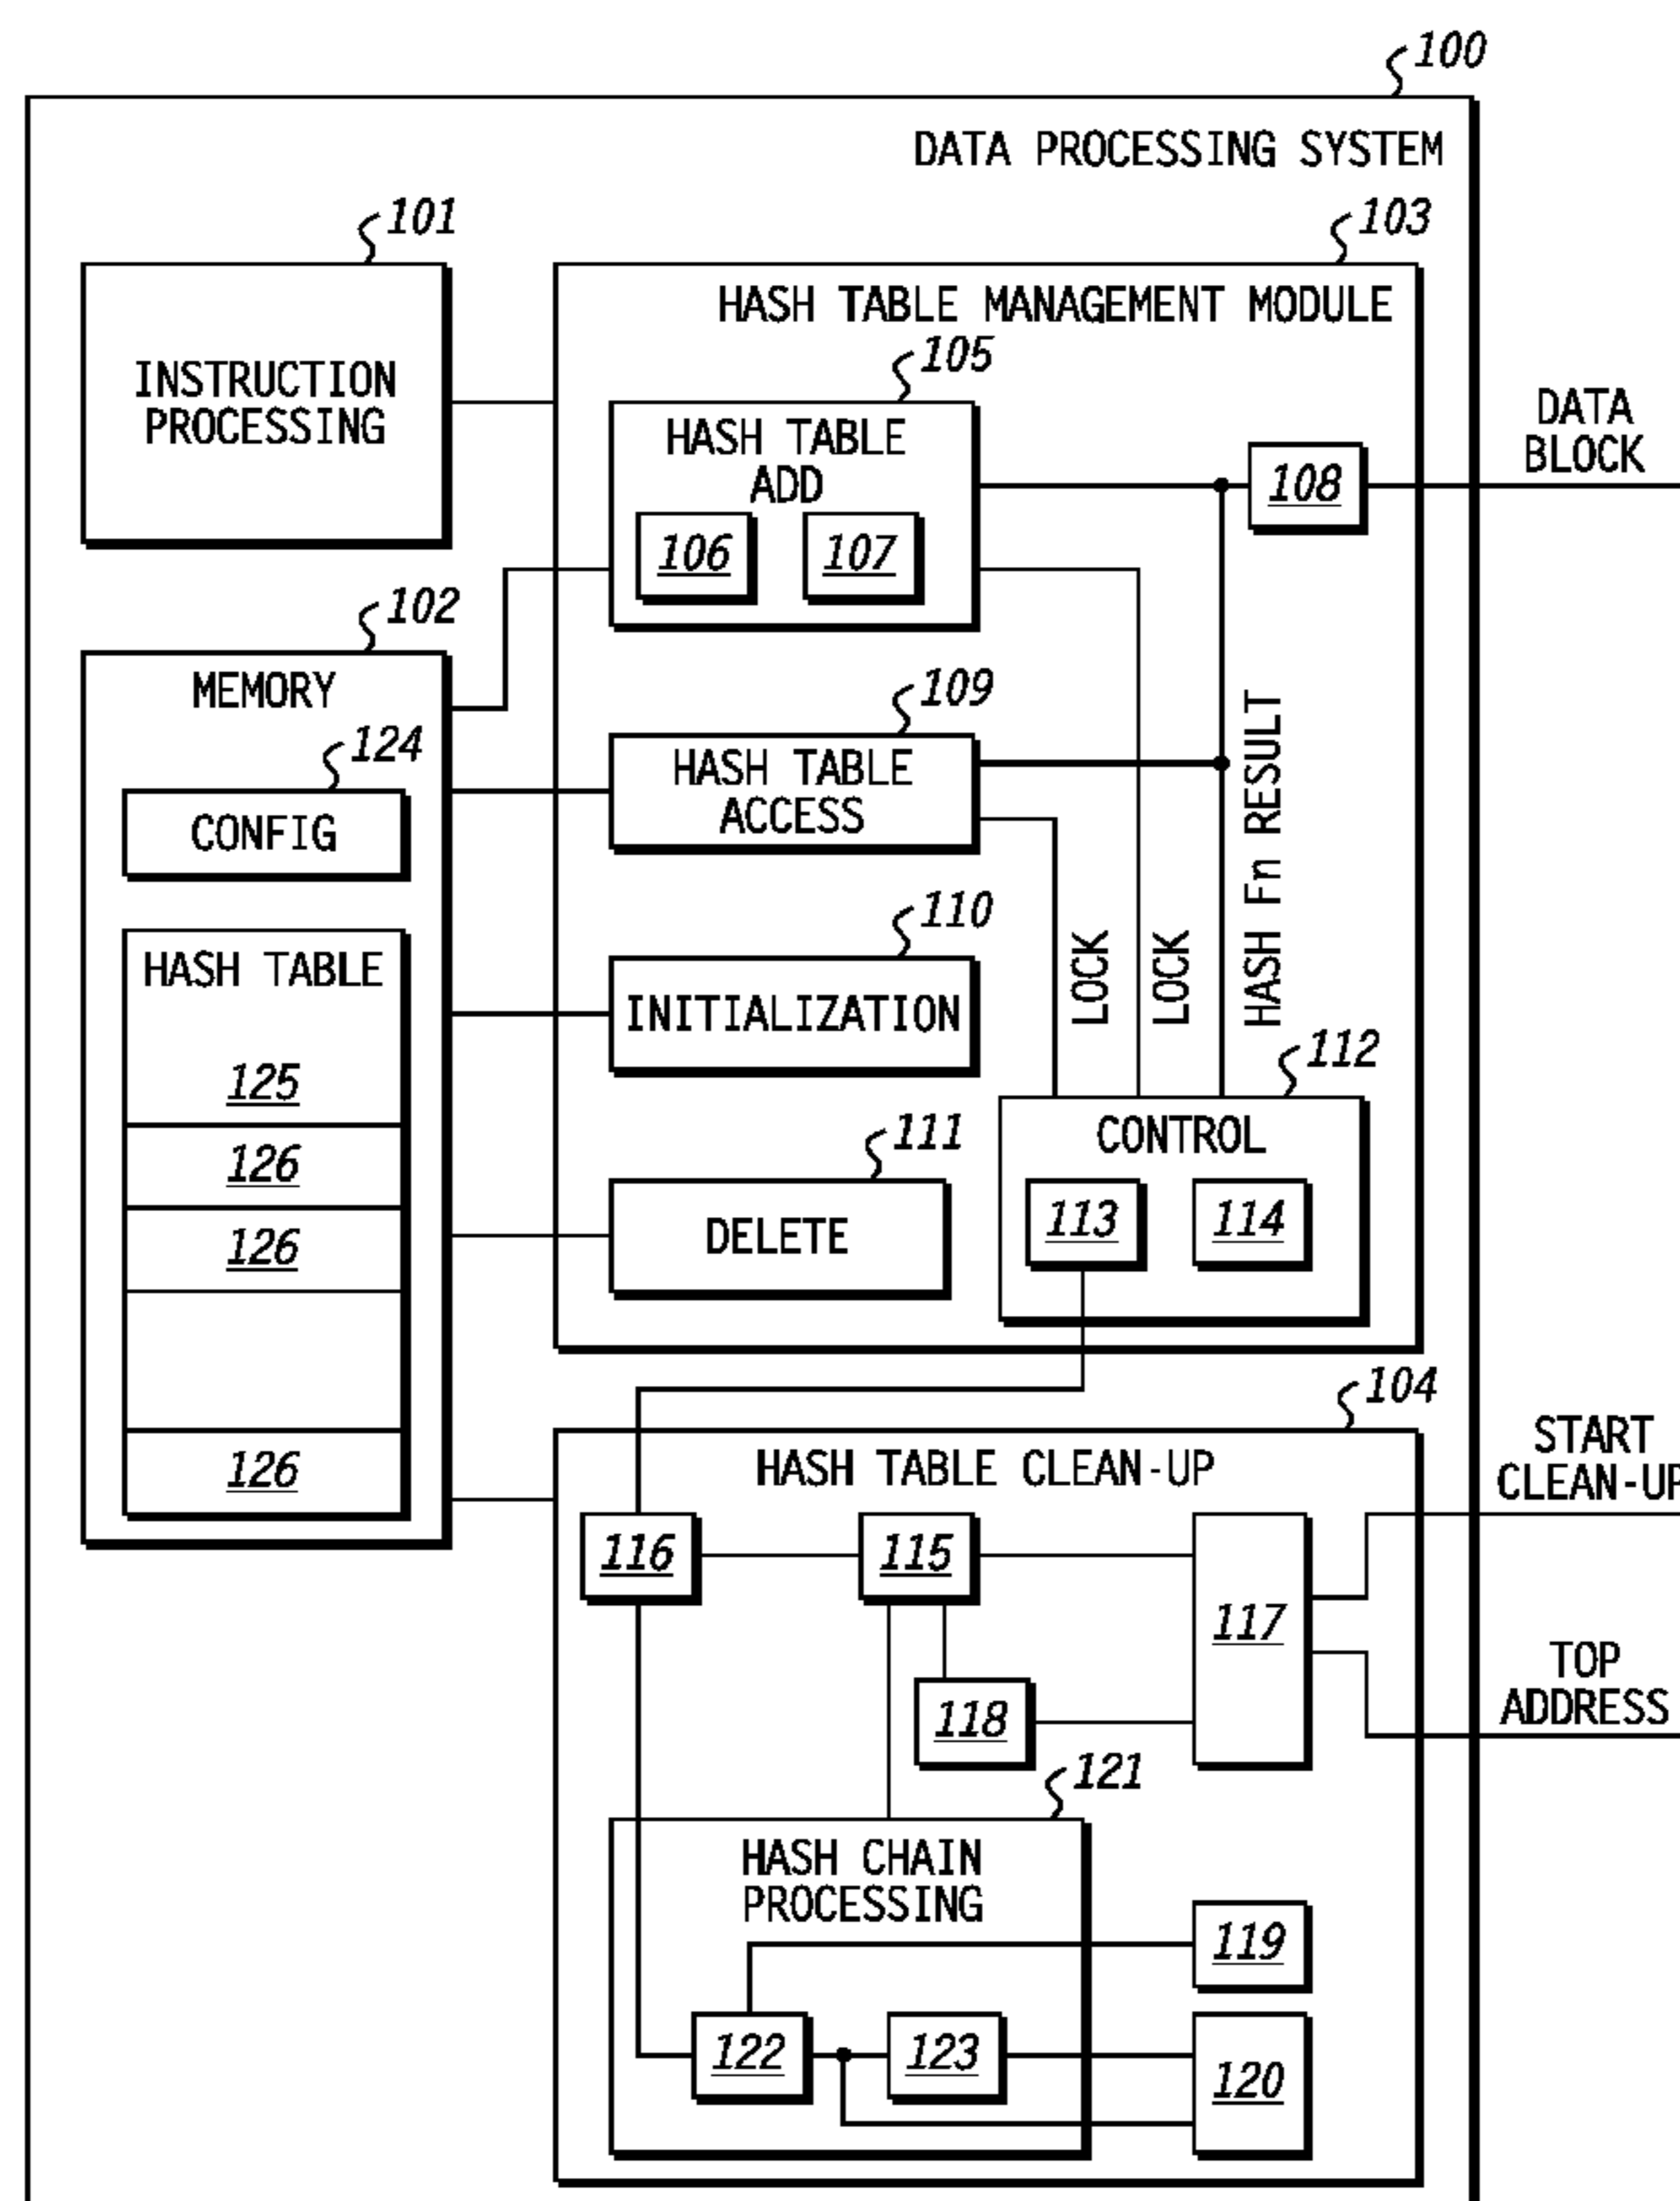 100
DATA PROCESSING SYSTEM
101
103
INSTRUCTION
PROCESSING
HASH TABLE MANAGEMENT MODULE
105
HASH TABLE
ADD
106
107
108
DATA
BLOCK
102
MEMORY
124
CONFIG
HASH TABLE
125
126
126
126
109
HASH TABLE
ACCESS
110
INITIALIZATION
111
DELETE
LOCK
LOCK
HASH Fn RESULT
112
CONTROL
113
114
104
HASH TABLE CLEAN-UP
START
CLEAN-UP
116
115
117
118
TOP
ADDRESS
121
HASH CHAIN
PROCESSING
119
122
123
120